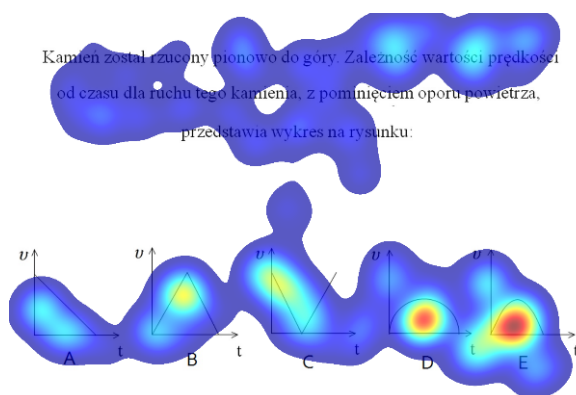 Kamień został rzucony pionowo do góry. Zależność wartości prędkości
od czasu dla ruchu tego kamienia, z pominięciem oporu powietrza,
przedstawia wykres na rysunku:
υ υ υ υ υ
t t t t t
A B C D E